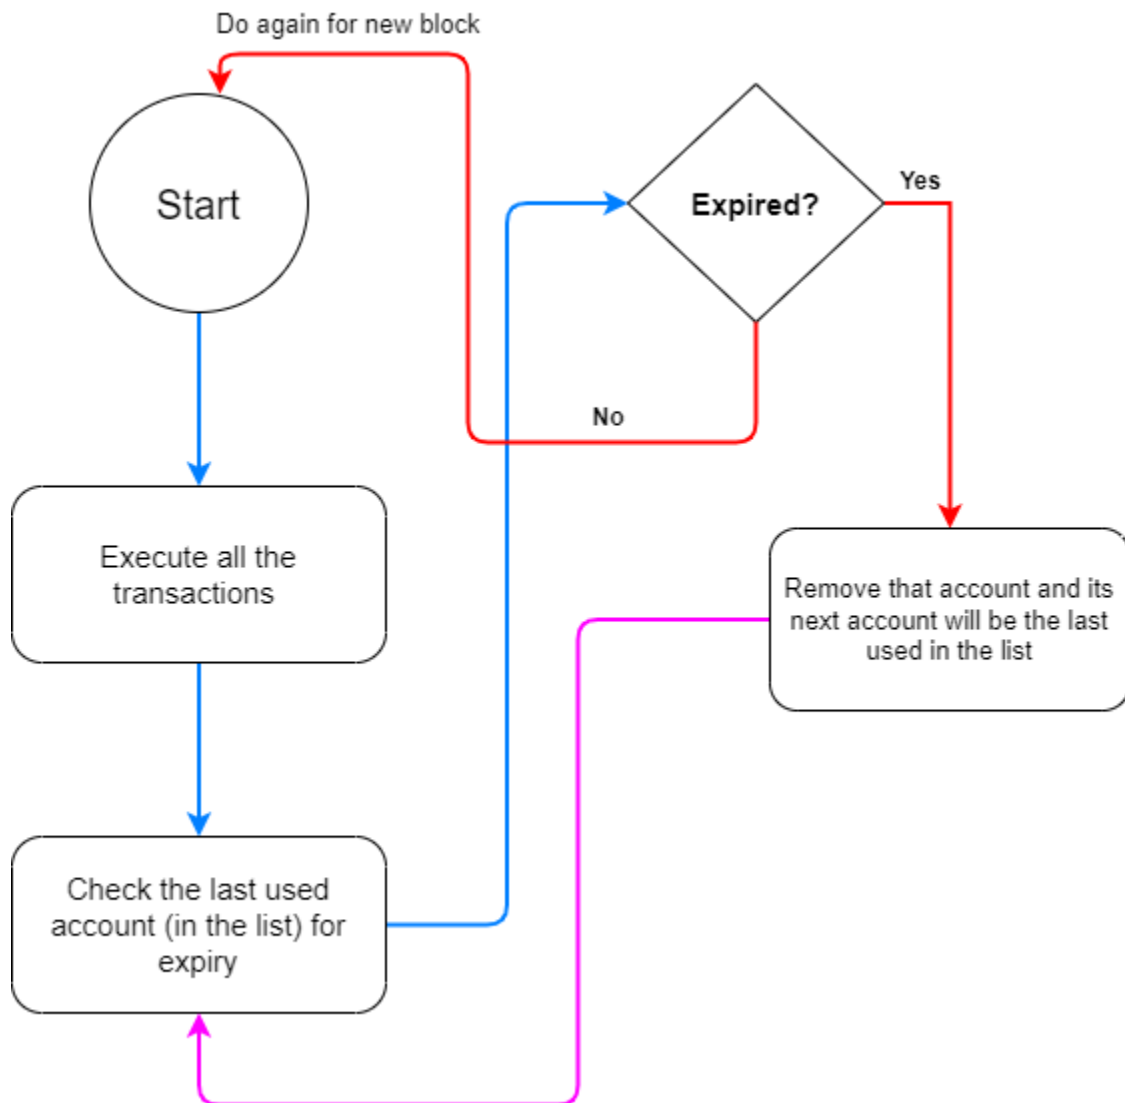 Do again for new block
Start
Expired?
Yes
No
Execute all the
transactions
Remove that account and its
next account will be the last
used in the list
Check the last used
account (in the list) for
expiry